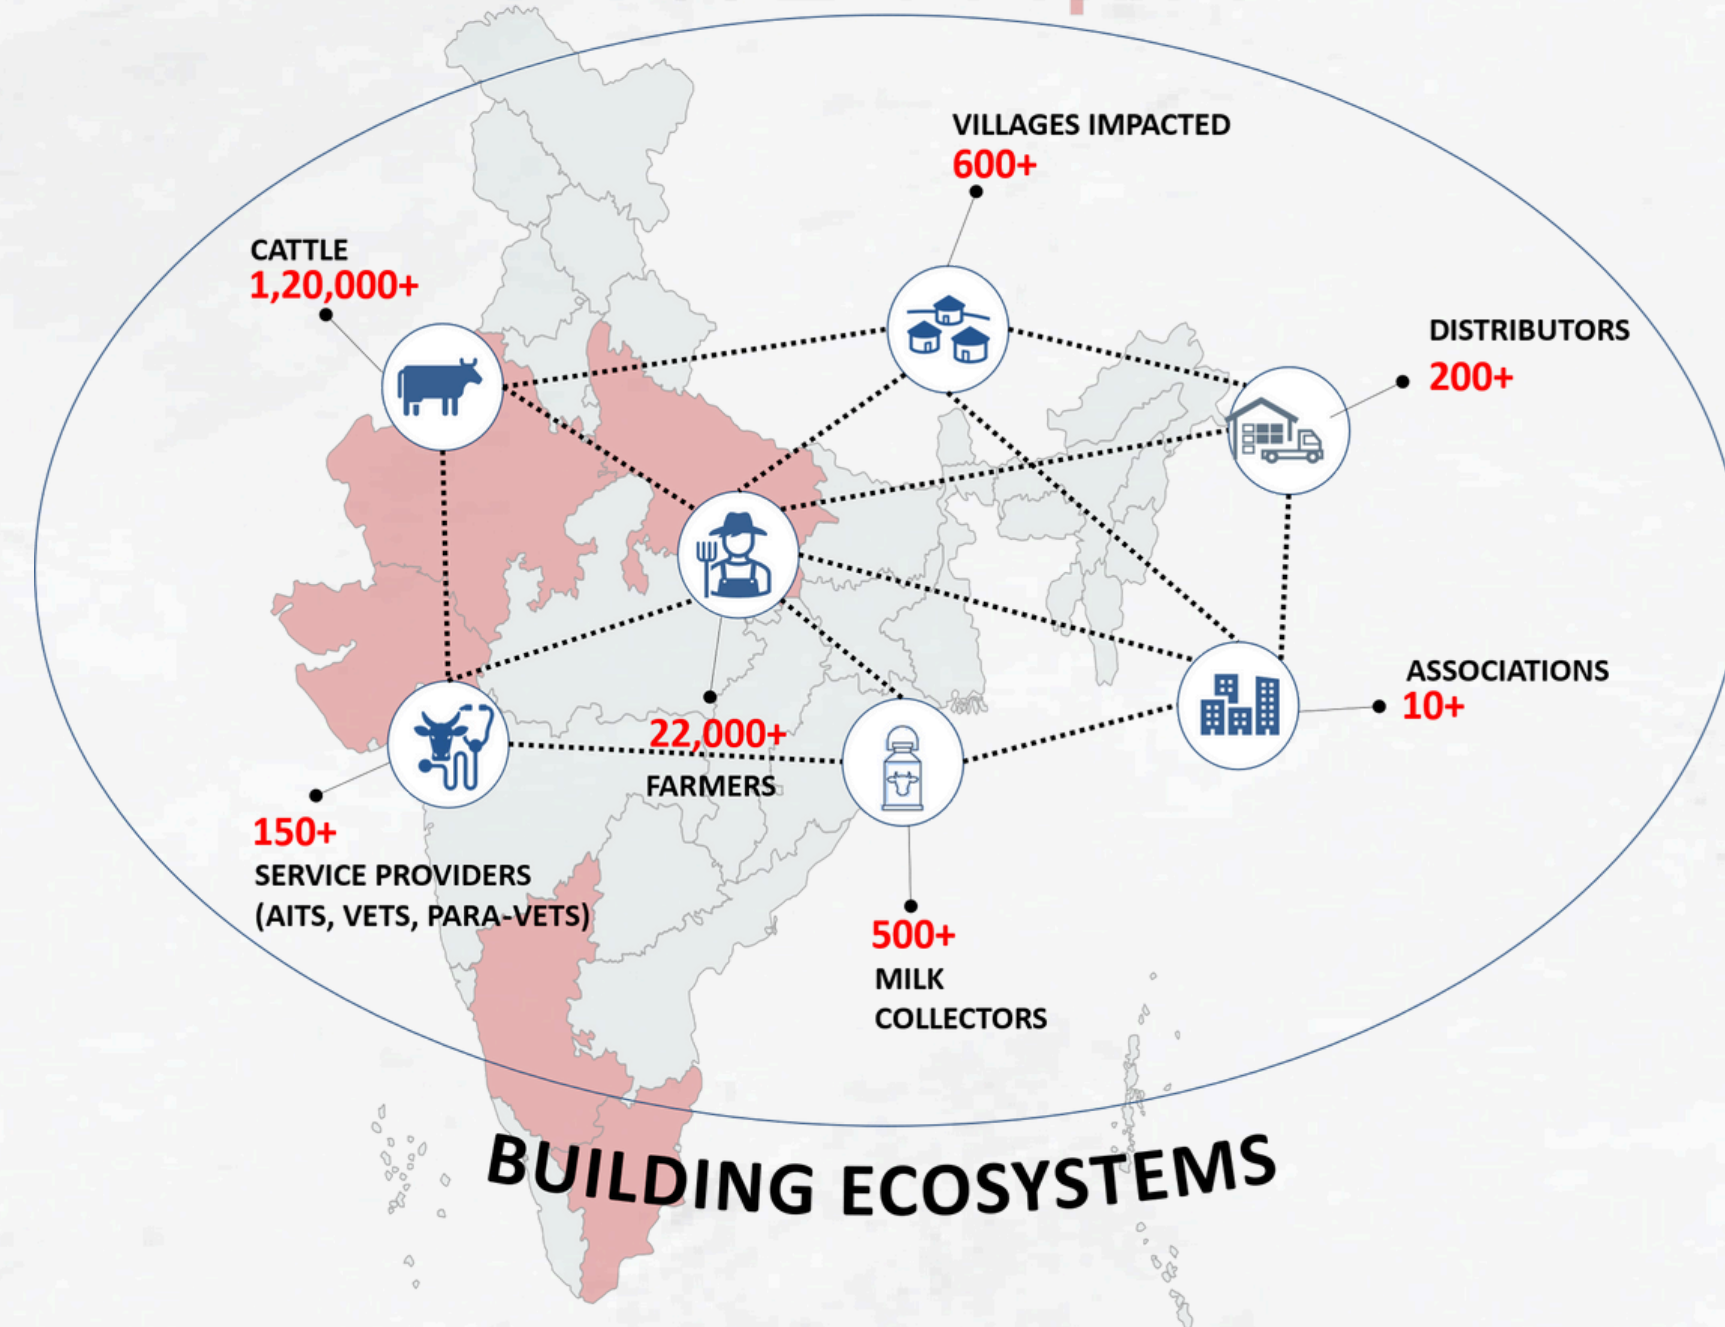 VILLAGES IMPACTED
600+
CATTLE
1,20,000+
DISTRIBUTORS
200+
ASSOCIATIONS
10+
22,000+
FARMERS
150+
SERVICE PROVIDERS
(AITS, VETS, PARA-VETS)
500+
MILK
COLLECTORS
BUILDING ECOSYSTEMS